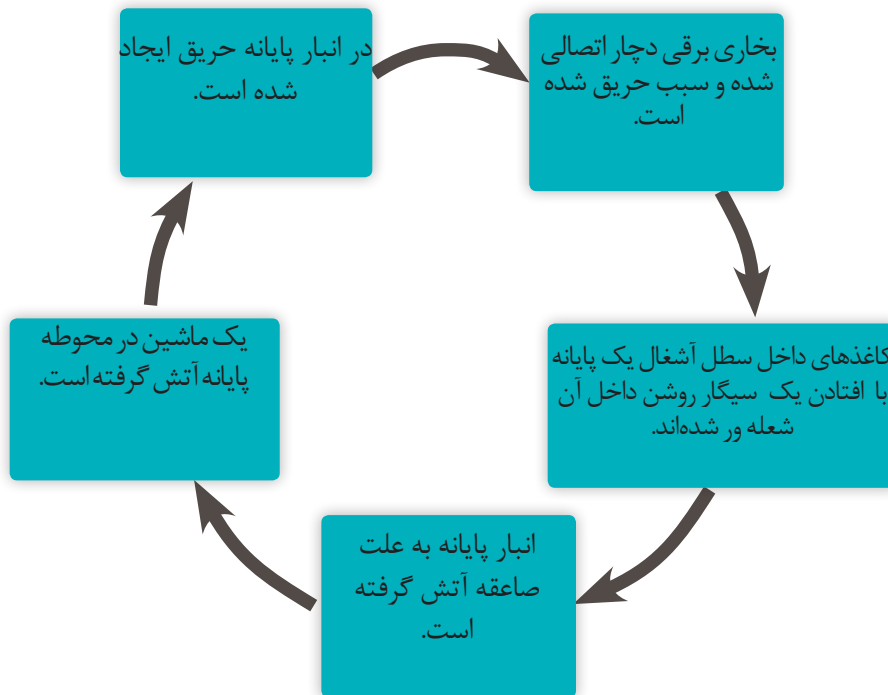 در انبار پایانه حریق ایجاد
شده است.
بخاری برقی دچار اتصالی
شده و سبب حریق شده
است.
کاغذهای داخل سطل آشغال یک پایانه
با افتادن یک سیگار روشن داخل آن
شعله ور شده‌اند.
انبار پایانه به علت
صاعقه آتش گرفته
است.
یک ماشین در محوطه
پایانه آتش گرفته است.